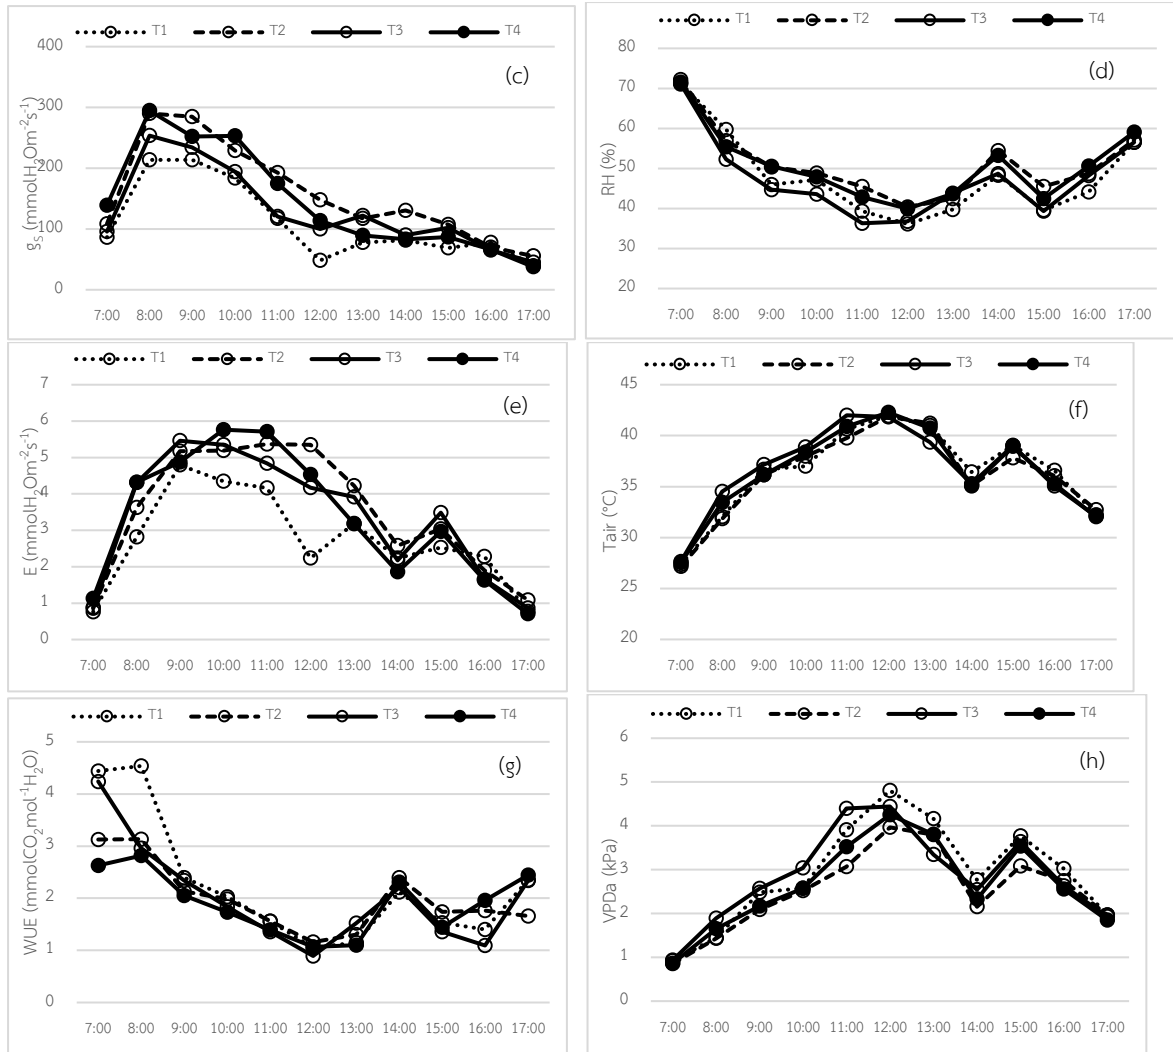 T1 T2 T3 T4
(c)
gS (mmolH2Om-2s-1)
400
300
200
100
0
7:00 8:00 9:00 10:00 11:00 12:00 13:00 14:00 15:00 16:00 17:00
T1 T2 T3 T4
(d)
RH (%)
80
70
60
50
40
30
20
7:00 8:00 9:00 10:00 11:00 12:00 13:00 14:00 15:00 16:00 17:00
T1 T2 T3 T4
(e)
E (mmolH2Om-2s-1)
7
6
5
4
3
2
1
0
7:00 8:00 9:00 10:00 11:00 12:00 13:00 14:00 15:00 16:00 17:00
T1 T2 T3 T4
(f)
Tair (°C)
45
40
35
30
25
20
7:00 8:00 9:00 10:00 11:00 12:00 13:00 14:00 15:00 16:00 17:00
T1 T2 T3 T4
(g)
WUE (mmolCO2mol-1H2O)
5
4
3
2
1
0
7:00 8:00 9:00 10:00 11:00 12:00 13:00 14:00 15:00 16:00 17:00
T1 T2 T3 T4
(h)
VPDa (kPa)
6
5
4
3
2
1
0
7:00 8:00 9:00 10:00 11:00 12:00 13:00 14:00 15:00 16:00 17:00